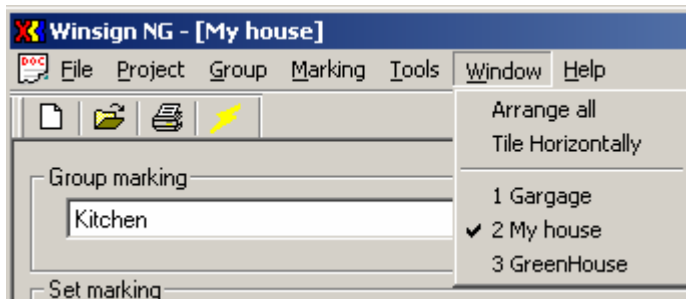 Winsign NG - [My house]
DOC File Project Group Marking Tools Window Help
Arrange all
Tile Horizontally
Group marking
1 Gargage
Kitchen
2 My house
3 GreenHouse
Set marking